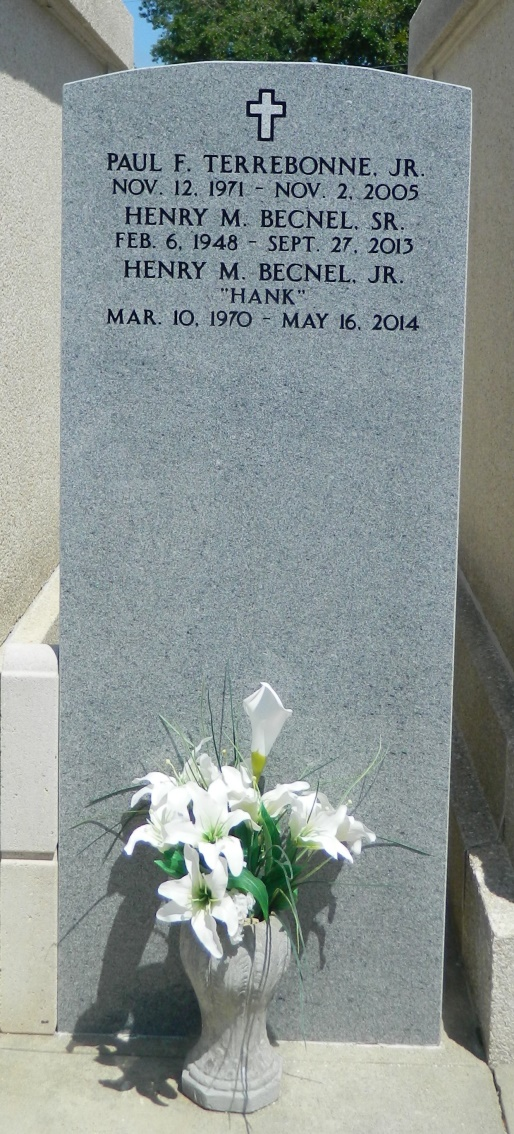 PAUL F. TERREBONNE, JR.
NOV. 12, 1971 - NOV. 2, 2005
HENRY M. BECNEL, SR.
FEB. 6, 1948 - SEPT. 27, 2013
HENRY M. BECNEL, JR.
"HANK"
MAR. 10, 1970 - MAY 16, 2014